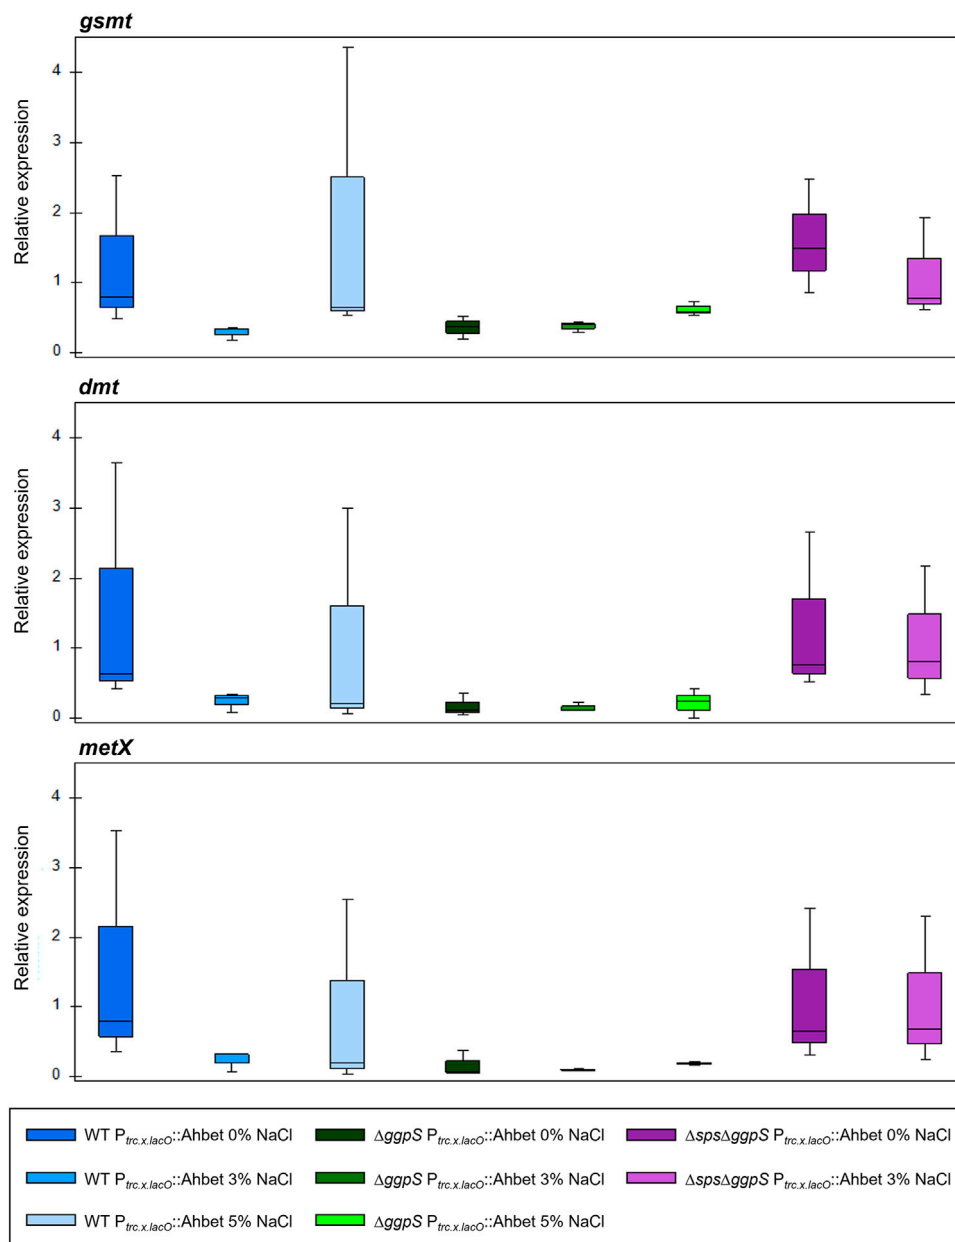 gsmt
Relative expression
4
3
2
1
0
dmt
Relative expression
4
3
2
1
0
metX
Relative expression
4
3
2
1
0
WT Ptrc.x.lacO::Ahbet 0% NaCl
ΔggpS Ptrc.x.lacO::Ahbet 0% NaCl
ΔspsΔggpS Ptrc.x.lacO::Ahbet 0% NaCl
WT Ptrc.x.lacO::Ahbet 3% NaCl
ΔggpS Ptrc.x.lacO::Ahbet 3% NaCl
ΔspsΔggpS Ptrc.x.lacO::Ahbet 3% NaCl
WT Ptrc.x.lacO::Ahbet 5% NaCl
ΔggpS Ptrc.x.lacO::Ahbet 5% NaCl